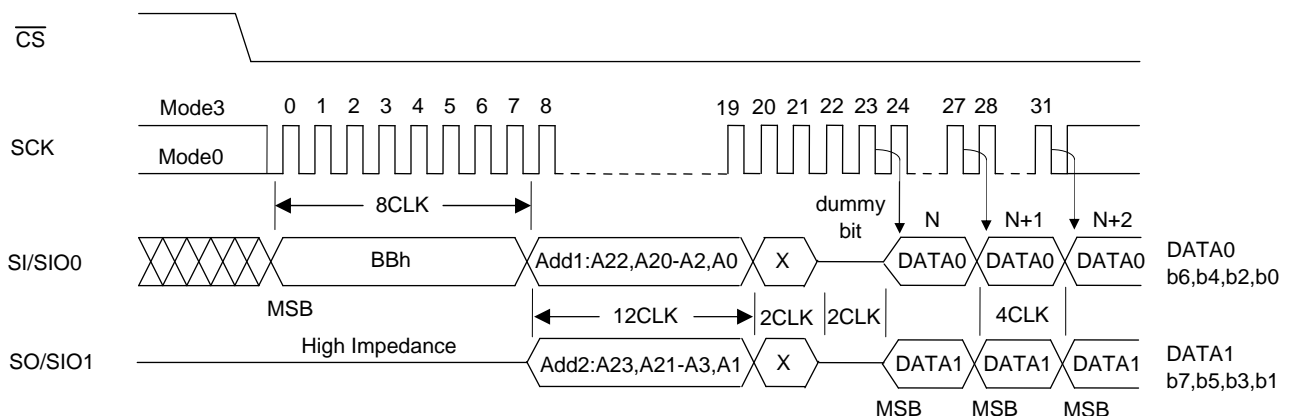 CS
Mode3 0 1 2 3 4 5 6 7 8 19 20 21 22 23 24 27 28 31
SCK
Mode0
8CLK dummy bit N N+1 N+2
SI/SIO0 BBh Add1:A22,A20-A2,A0 X DATA0 DATA0 DATA0 DATA0
b6,b4,b2,b0
MSB 12CLK 2CLK 2CLK 4CLK
High Impedance
SO/SIO1 Add2:A23,A21-A3,A1 X DATA1 DATA1 DATA1 DATA1
b7,b5,b3,b1
MSB MSB MSB